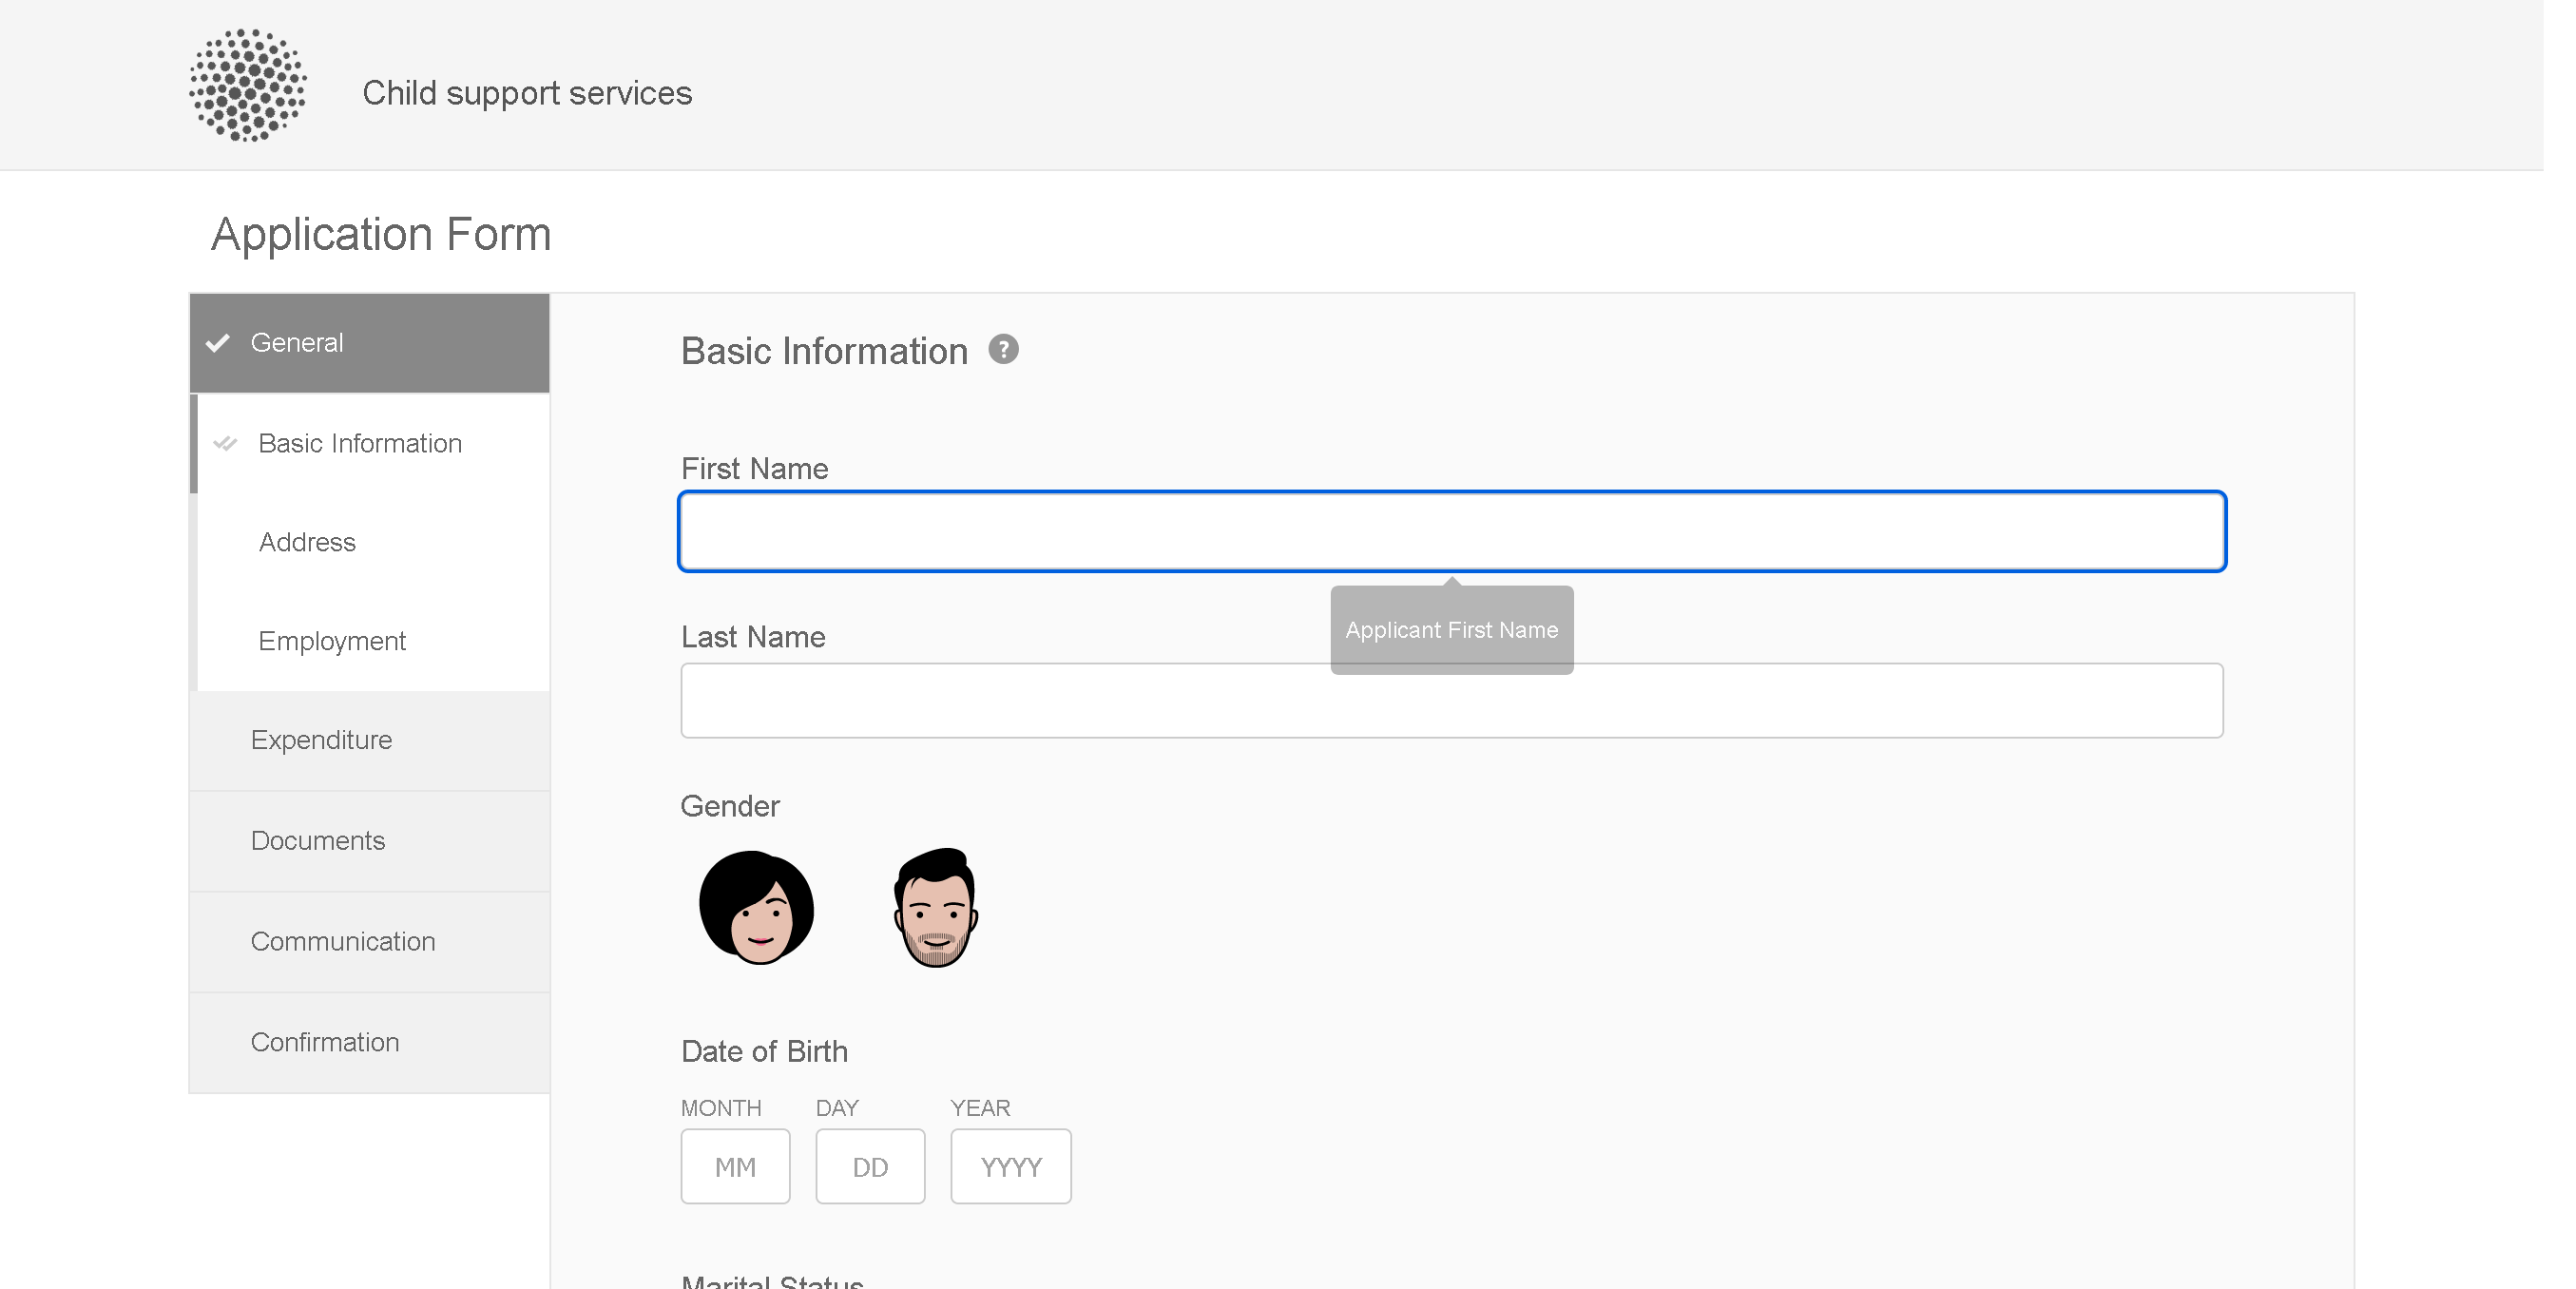 Child support services
Application Form
General
Basic Information
Address
Employment
Expenditure
Documents
Communication
Confirmation
Basic Information ?
First Name
Applicant First Name
Last Name
Gender
Date of Birth
MONTH DAY YEAR
MM DD YYYY
Marital Status